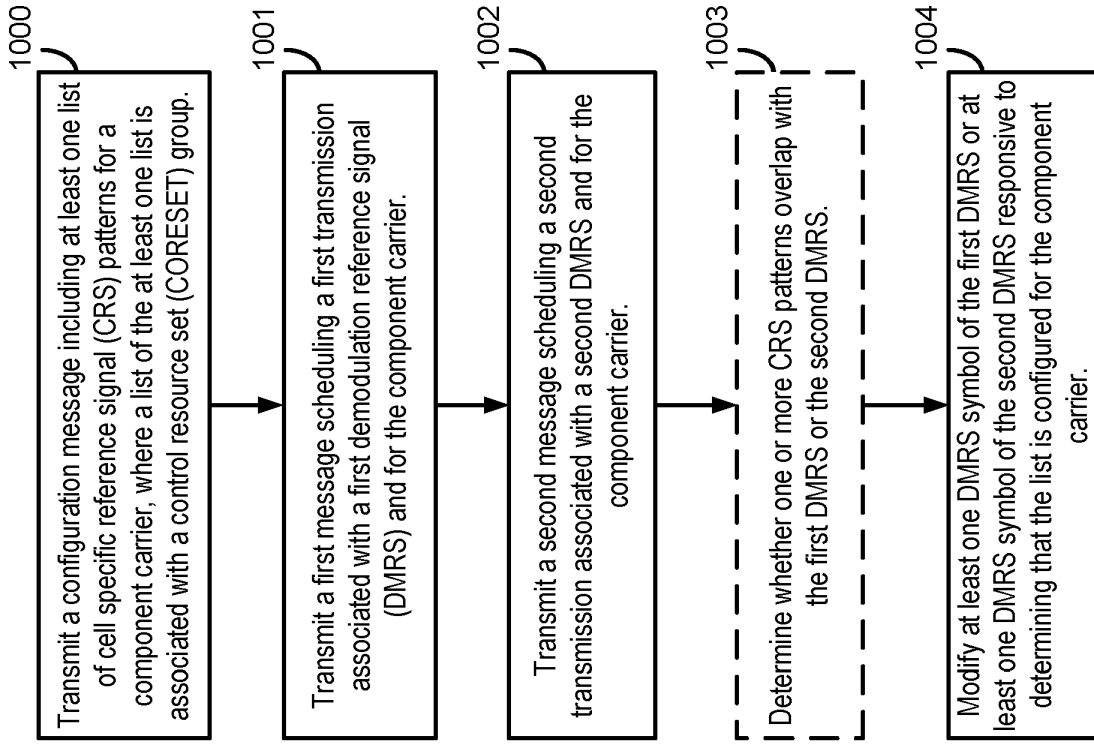 1000
Transmit a configuration message including at least one list
of cell specific reference signal (CRS) patterns for a
component carrier, where a list of the at least one list is
associated with a control resource set (CORESET) group.
1001
Transmit a first message scheduling a first transmission
associated with a first demodulation reference signal
(DMRS) and for the component carrier.
1002
Transmit a second message scheduling a second
transmission associated with a second DMRS and for the
component carrier.
1003
Determine whether one or more CRS patterns overlap with
the first DMRS or the second DMRS.
1004
Modify at least one DMRS symbol of the first DMRS or at
least one DMRS symbol of the second DMRS responsive to
determining that the list is configured for the component
carrier.